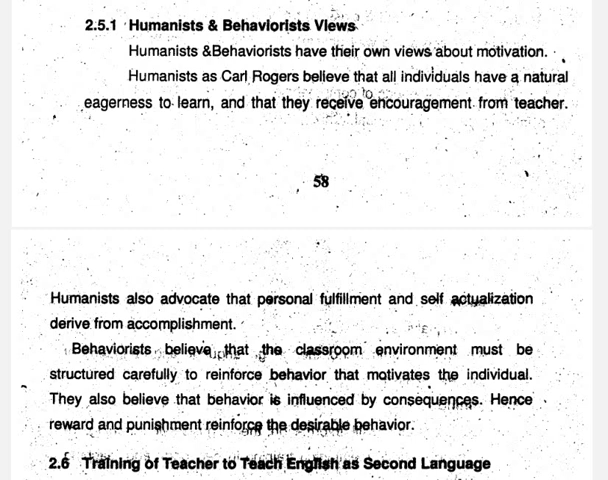 2.5.1 Humanists & Behaviorists Views
Humanists &Behaviorists have their own views about motivation.
Humanists as Carl Rogers believe that all individuals have a natural
eagerness to learn, and that they receive encouragement from teacher.
58
Humanists also advocate that personal fulfillment and self actualization
derive from accomplishment.
Behaviorists believe that the classroom environment must be
structured carefully to reinforce behavior that motivates the individual.
They also believe that behavior is influenced by consequences. Hence
reward and punishment reinforce the desirable behavior.
2.6 Training of Teacher to Teach English as Second Language